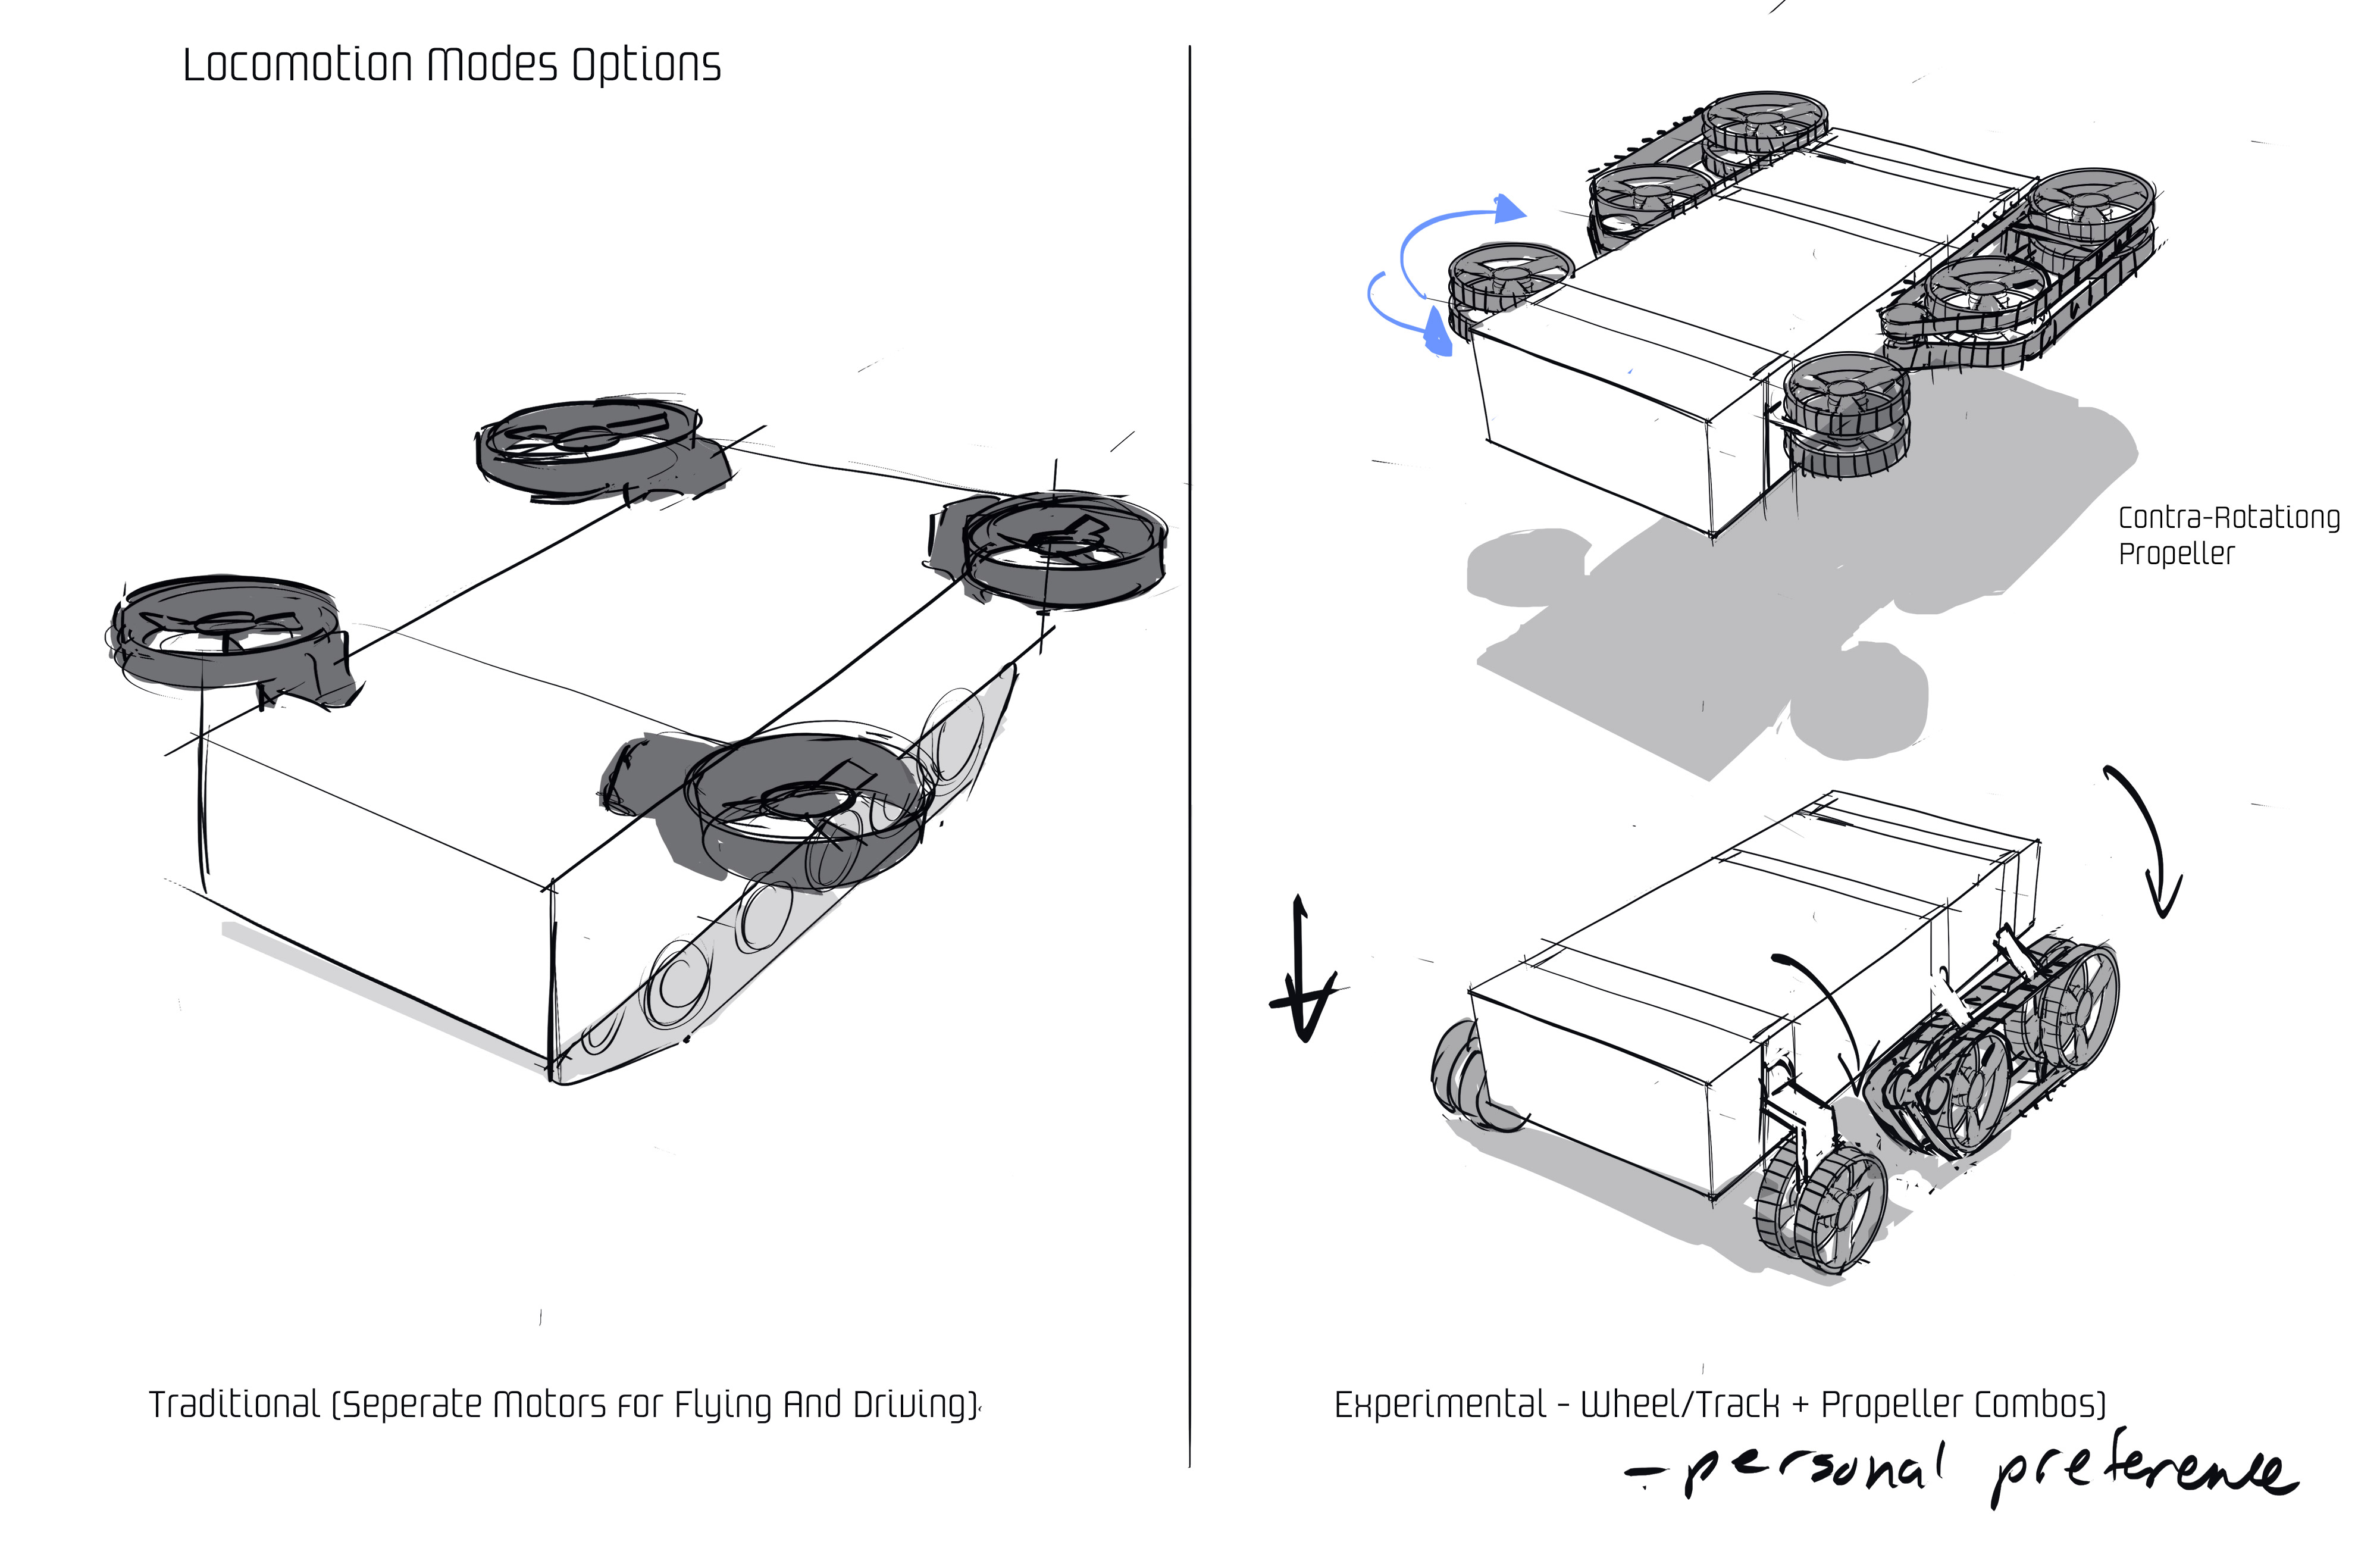 Locomotion Modes Options
Contra-Rotationg
Propeller
Traditional (Seperate Motors for Flying And Driving)
Experimental - Wheel/Track + Propeller Combos)
- personal preference